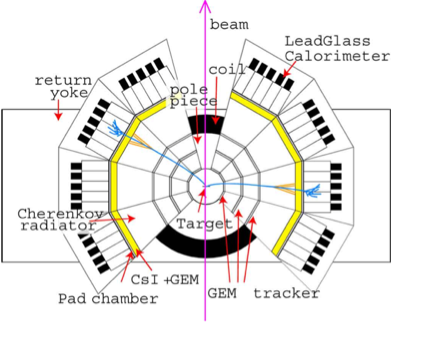 beam
LeadGlass
Calorimeter
coil
return
yoke
pole
piece
Cherenkov
radiator
Target
CsI +GEM
Pad chamber
GEM tracker